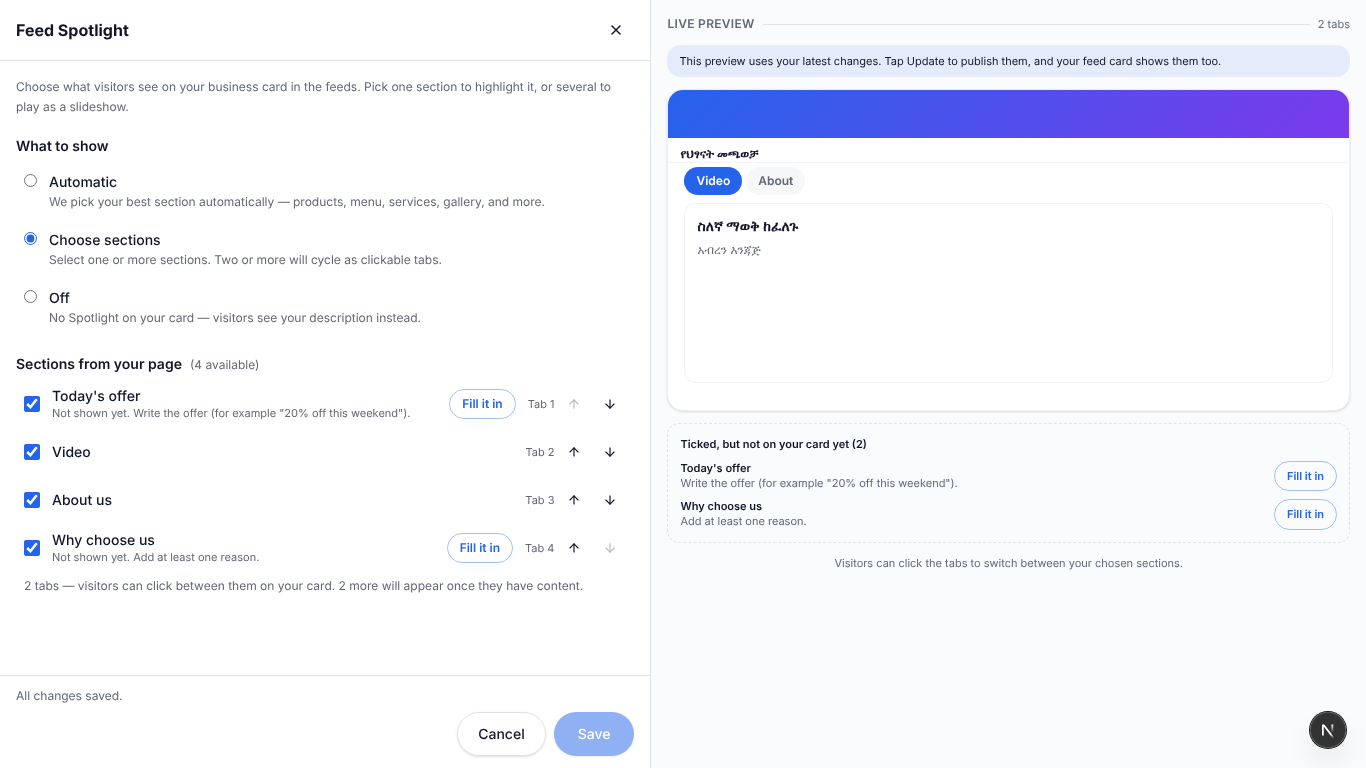 Feed Spotlight
Choose what visitors see on your business card in the feeds. Pick one section to highlight it, or several to
play as a slideshow.
What to show
Automatic
We pick your best section automatically — products, menu, services, gallery, and more.
Choose sections
Select one or more sections. Two or more will cycle as clickable tabs.
Off
No Spotlight on your card — visitors see your description instead.
Sections from your page (4 available)
Today's offer
Not shown yet. Write the offer (for example "20% off this weekend").
Fill it in
Tab 1
Video
Tab 2
About us
Tab 3
Why choose us
Not shown yet. Add at least one reason.
Fill it in
Tab 4
2 tabs — visitors can click between them on your card. 2 more will appear once they have content.
All changes saved.
Cancel
Save
LIVE PREVIEW
2 tabs
This preview uses your latest changes. Tap Update to publish them, and your feed card shows them too.
የህፃናት መጫወቻ
Video
About
ስለኛ ማወቅ ከፈለጉ
አብረን እንጃጅ
Ticked, but not on your card yet (2)
Today's offer
Write the offer (for example "20% off this weekend").
Fill it in
Why choose us
Add at least one reason.
Fill it in
Visitors can click the tabs to switch between your chosen sections.
N